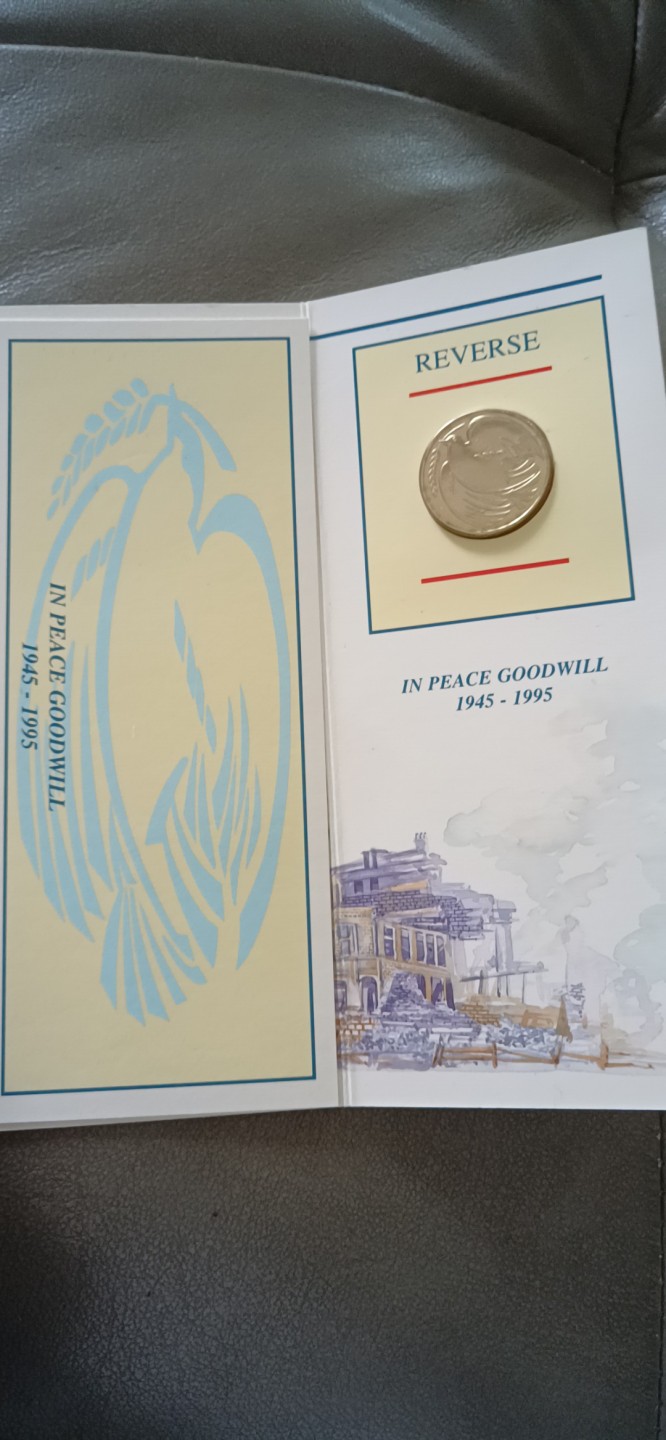 IN PEACE GOODWILL
1945 - 1995
REVERSE
IN PEACE GOODWILL
1945 - 1995